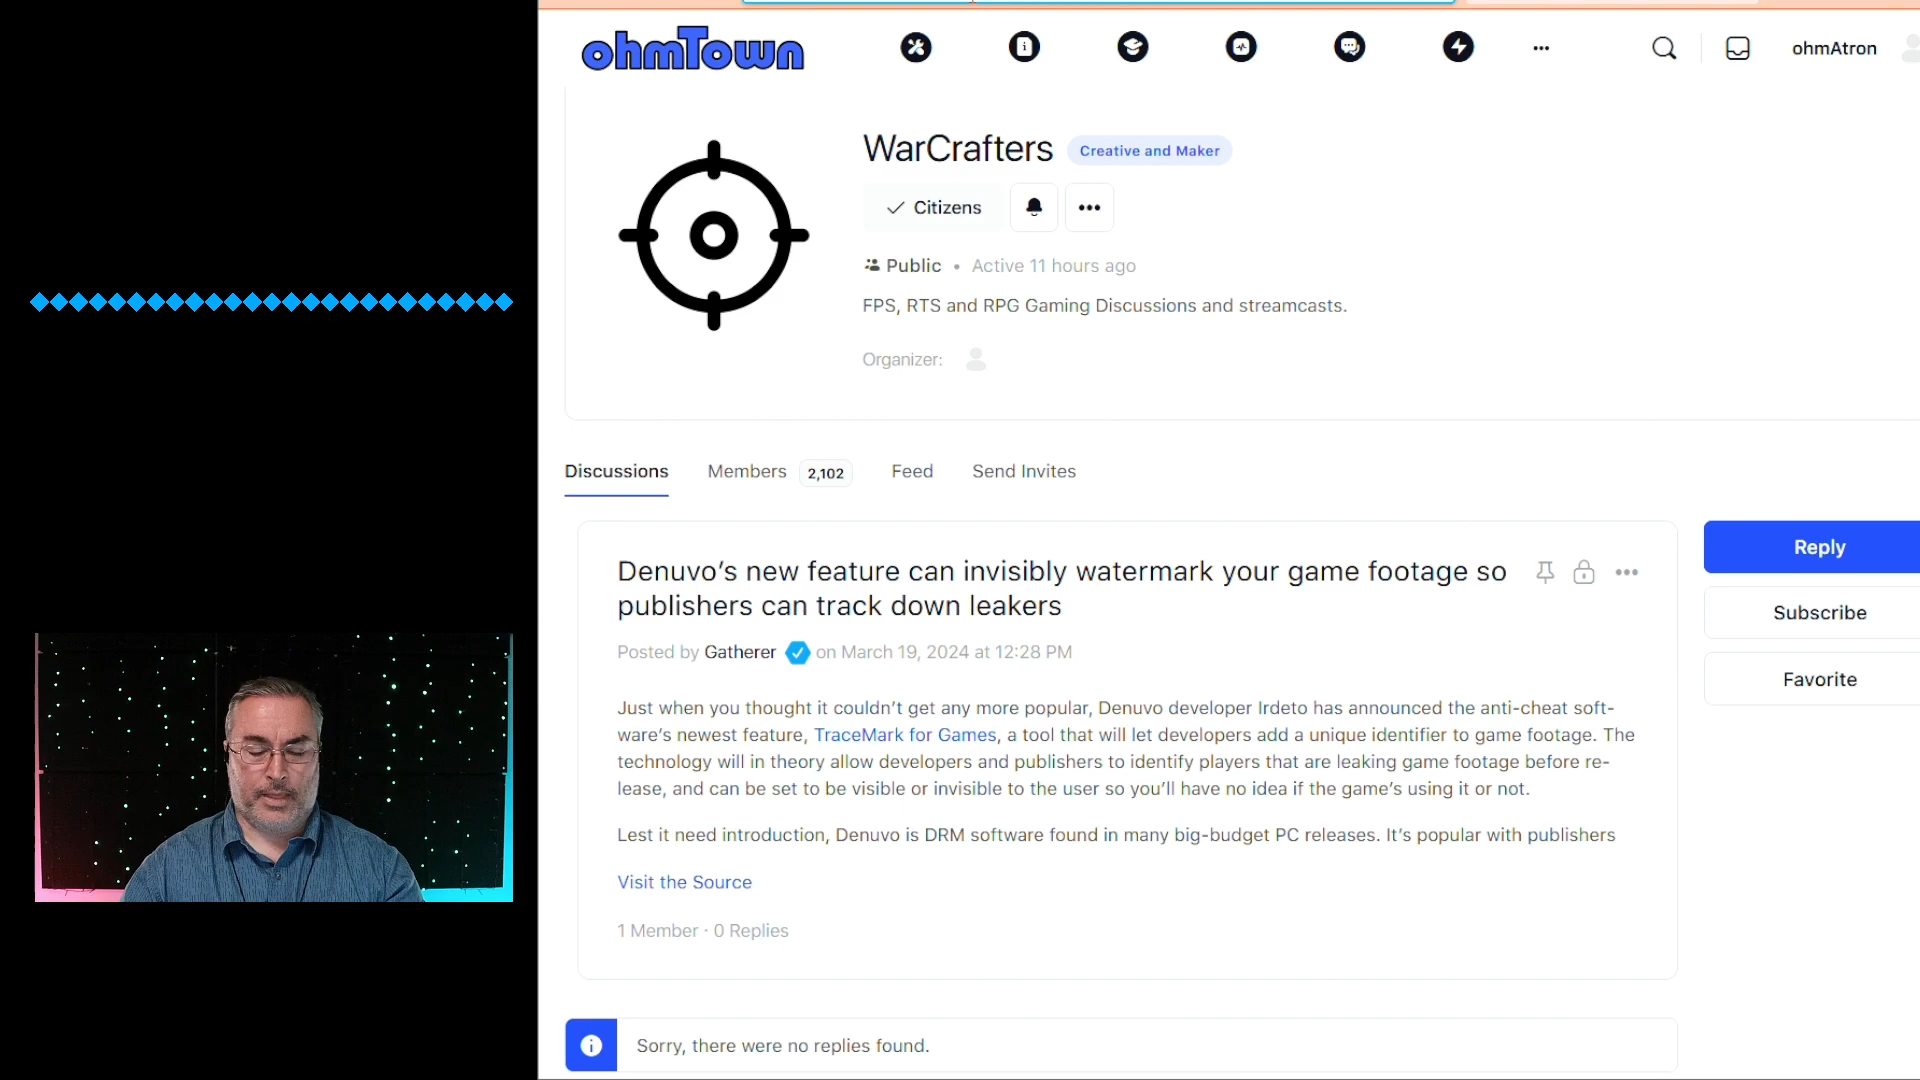 ohmTown
ohmAtron
WarCrafters
Creative and Maker
Citizens
Public • Active 11 hours ago
FPS, RTS and RPG Gaming Discussions and streamcasts.
Organizer:
Discussions
Members 2,102
Feed
Send Invites
Denuvo’s new feature can invisibly watermark your game footage so
publishers can track down leakers
Posted by Gatherer on March 19, 2024 at 12:28 PM
Just when you thought it couldn’t get any more popular, Denuvo developer Irdeto has announced the anti-cheat soft-
ware’s newest feature, TraceMark for Games, a tool that will let developers add a unique identifier to game footage. The
technology will in theory allow developers and publishers to identify players that are leaking game footage before re-
lease, and can be set to be visible or invisible to the user so you’ll have no idea if the game’s using it or not.
Lest it need introduction, Denuvo is DRM software found in many big-budget PC releases. It’s popular with publishers
Visit the Source
1 Member · 0 Replies
Reply
Subscribe
Favorite
Sorry, there were no replies found.